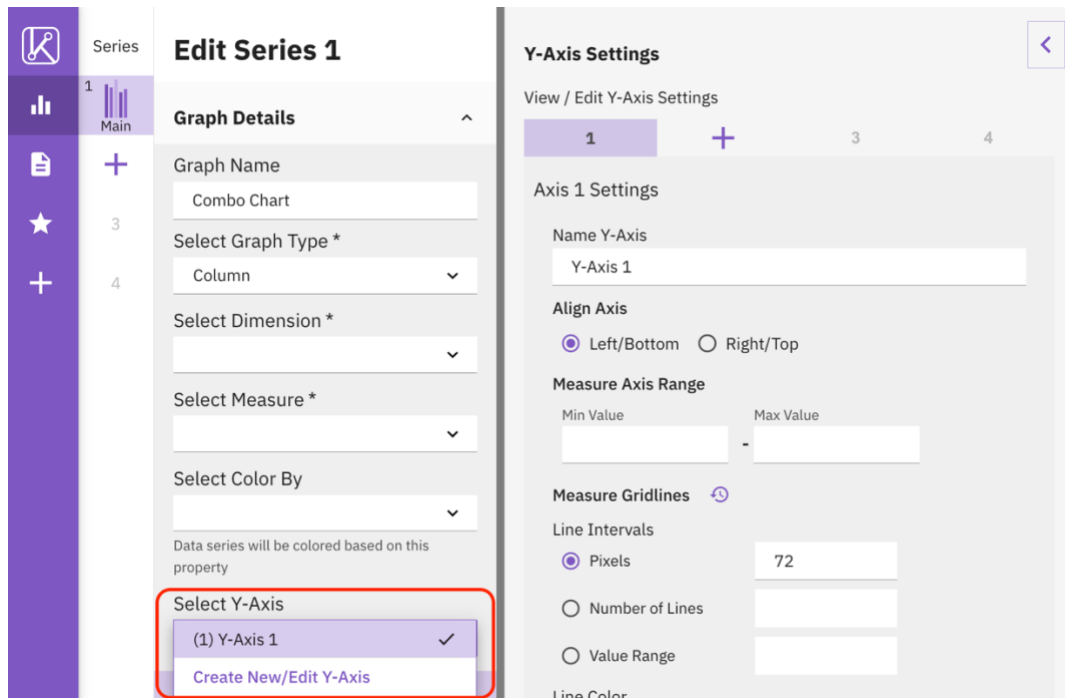 Series
1
Main
3
4
Edit Series 1
Graph Details
Graph Name
Combo Chart
Select Graph Type *
Column
Select Dimension *
Select Measure *
Select Color By
Data series will be colored based on this
property
Select Y-Axis
(1) Y-Axis 1
Create New/Edit Y-Axis
Y-Axis Settings
View / Edit Y-Axis Settings
1 3 4
Axis 1 Settings
Name Y-Axis
Y-Axis 1
Align Axis
Left/Bottom Right/Top
Measure Axis Range
Min Value Max Value
-
Measure Gridlines
Line Intervals
Pixels 72
Number of Lines
Value Range
Line Color